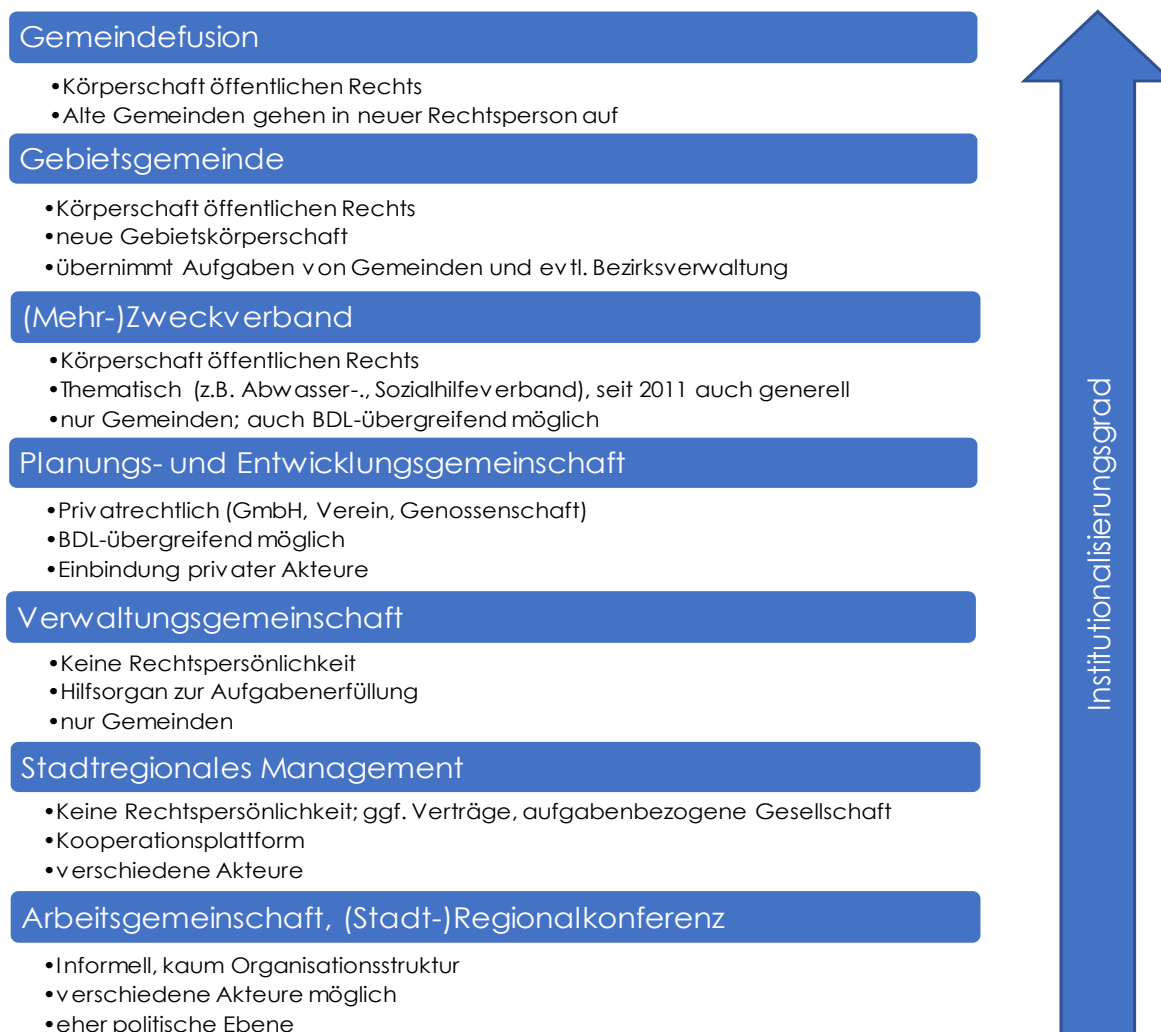 Gemeindefusion
•Körperschaft öffentlichen Rechts
•Alte Gemeinden gehen in neuer Rechtsperson auf
Gebietsgemeinde
•Körperschaft öffentlichen Rechts
•neue Gebietskörperschaft
•übernimmt Aufgaben von Gemeinden und evtl. Bezirksverwaltung
(Mehr-)Zweckverband
•Körperschaft öffentlichen Rechts
•Thematisch (z.B. Abwasser-., Sozialhilfeverband), seit 2011 auch generell
•nur Gemeinden; auch BDL-übergreifend möglich
Planungs- und Entwicklungsgemeinschaft
•Privatrechtlich (GmbH, Verein, Genossenschaft)
•BDL-übergreifend möglich
•Einbindung privater Akteure
Verwaltungsgemeinschaft
•Keine Rechtspersönlichkeit
•Hilfsorgan zur Aufgabenerfüllung
•nur Gemeinden
Stadtregionales Management
•Keine Rechtspersönlichkeit; ggf. Verträge, aufgabenbezogene Gesellschaft
•Kooperationsplattform
•verschiedene Akteure
Arbeitsgemeinschaft, (Stadt-)Regionalkonferenz
•Informell, kaum Organisationsstruktur
•verschiedene Akteure möglich
•eher politische Ebene
Institutionalisierungsgrad